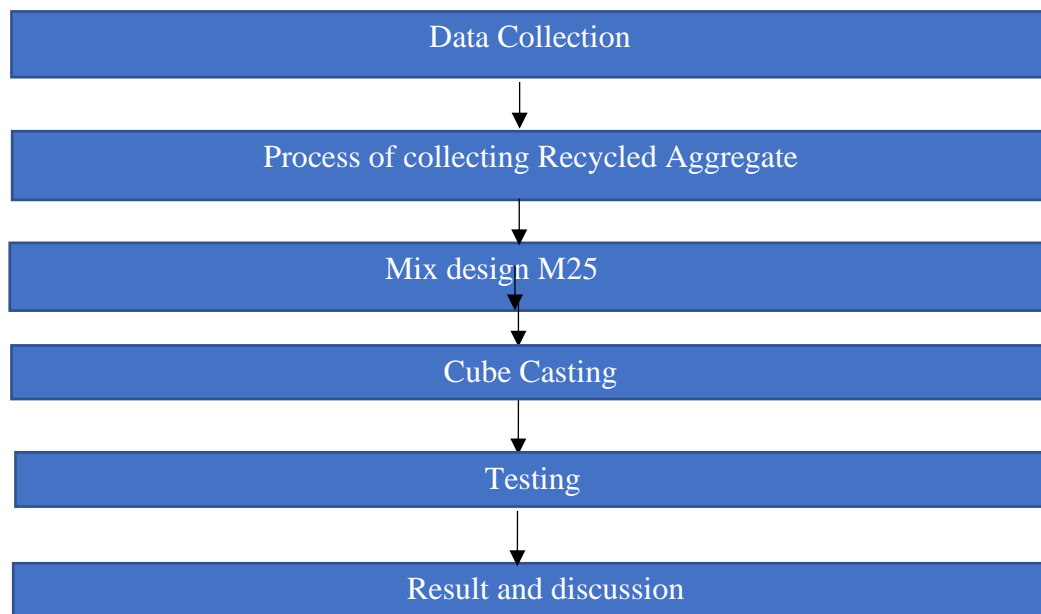 Data Collection
Process of collecting Recycled Aggregate
Mix design M25
Cube Casting
Testing
Result and discussion